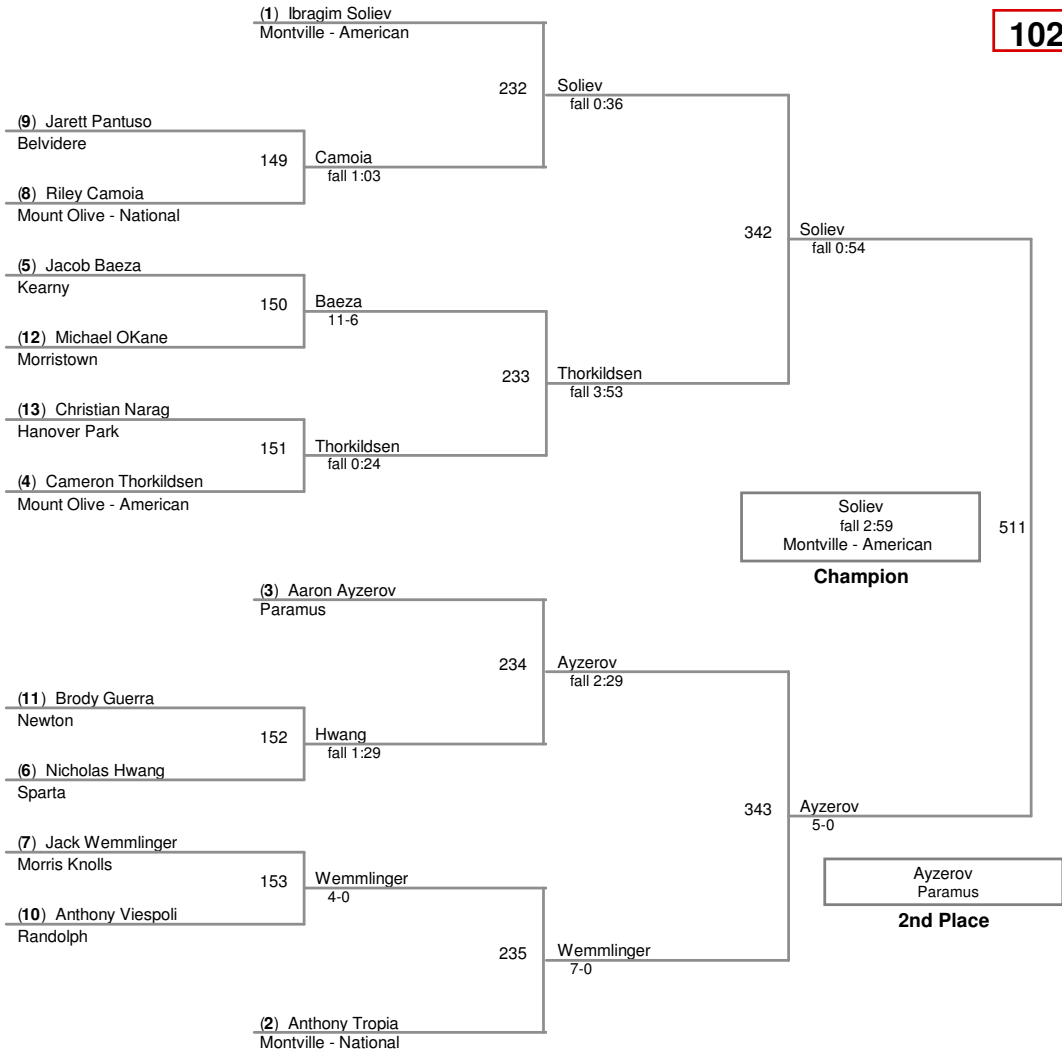 (1) Ibragim Soliev
Montville - American
102
232
Soliev
fall 0:36
(9) Jarett Pantuso
Belvidere
149
Camoia
fall 1:03
(8) Riley Camoia
Mount Olive - National
342
Soliev
fall 0:54
(5) Jacob Baeza
Kearny
150
Baeza
11-6
(12) Michael OKane
Morristown
233
Thorkildsen
fall 3:53
(13) Christian Narag
Hanover Park
151
Thorkildsen
fall 0:24
(4) Cameron Thorkildsen
Mount Olive - American
Soliev
fall 2:59
Montville - American
511
Champion
(3) Aaron Ayzerov
Paramus
234
Ayzerov
fall 2:29
(11) Brody Guerra
Newton
152
Hwang
fall 1:29
(6) Nicholas Hwang
Sparta
343
Ayzerov
5-0
(7) Jack Wemmlinger
Morris Knolls
153
Wemmlinger
4-0
Ayzerov
Paramus
2nd Place
(10) Anthony Viespoli
Randolph
235
Wemmlinger
7-0
(2) Anthony Tropia
Montville - National